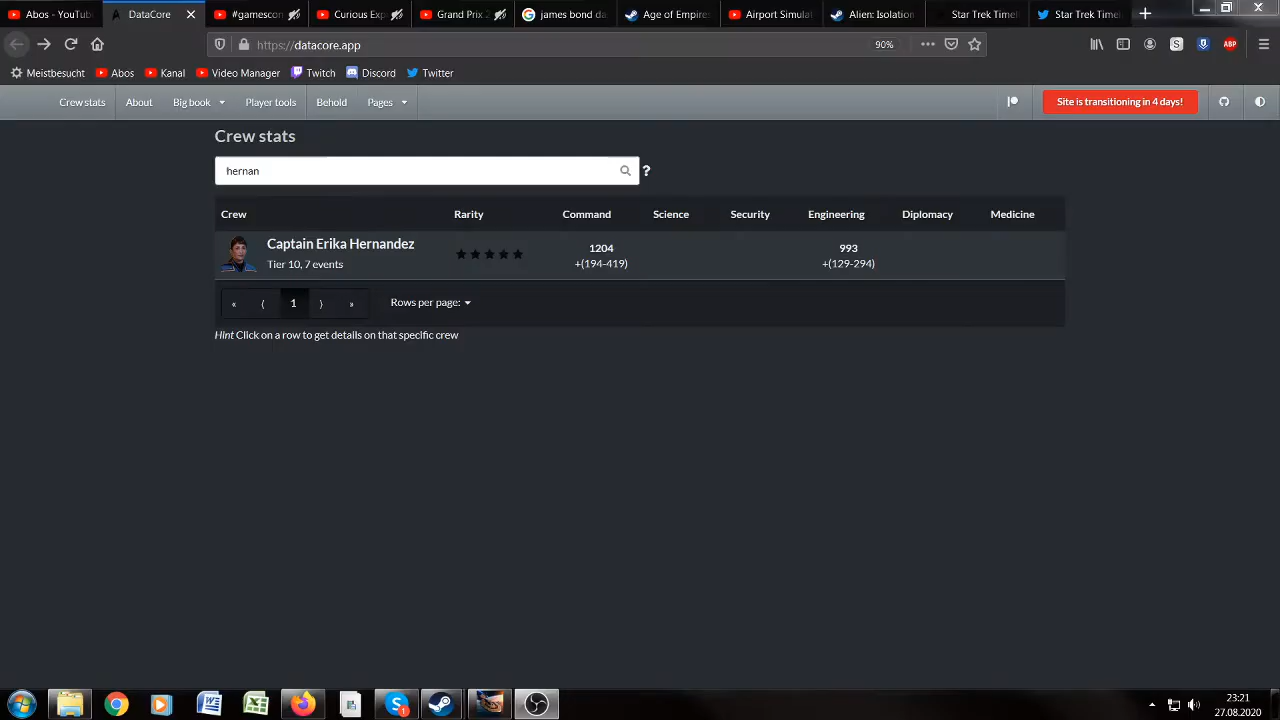 Abos - YouTube
DataCore
#gamescom
Curious Exp
Grand Prix 2
james bond da
Age of Empires
Airport Simulat
Alien: Isolation
Star Trek Timel
Star Trek Timel
https://datacore.app
90%
S
ABP
Meistbesucht
Abos
Kanal
Video Manager
Twitch
Discord
Twitter
Crew stats
About
Big book
Player tools
Behold
Pages
Site is transitioning in 4 days!
Crew stats
hernan
?
Crew Rarity Command Science Security Engineering Diplomacy Medicine
Captain Erika Hernandez
Tier 10, 7 events
1204
+(194-419)
993
+(129-294)
« ⟨ 1 ⟩ »
Rows per page:
Hint Click on a row to get details on that specific crew
23:21
27.08.2020